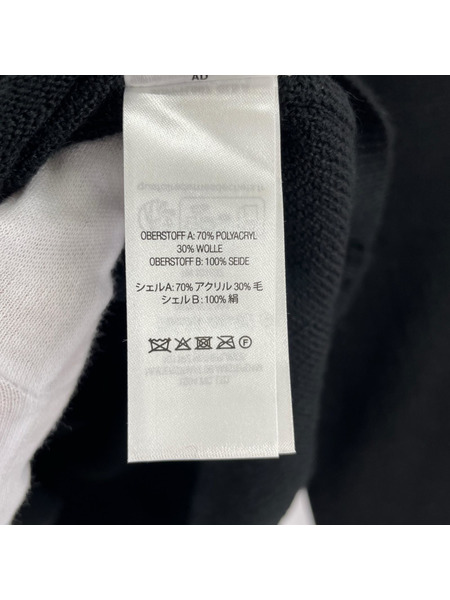 AD
OBERSTOFF A: 70% POLYACRYL
30% WOLLE
OBERSTOFF B: 100% SEIDE
シェルA: 70% アクリル 30% 毛
シェル B: 100% 絹
F